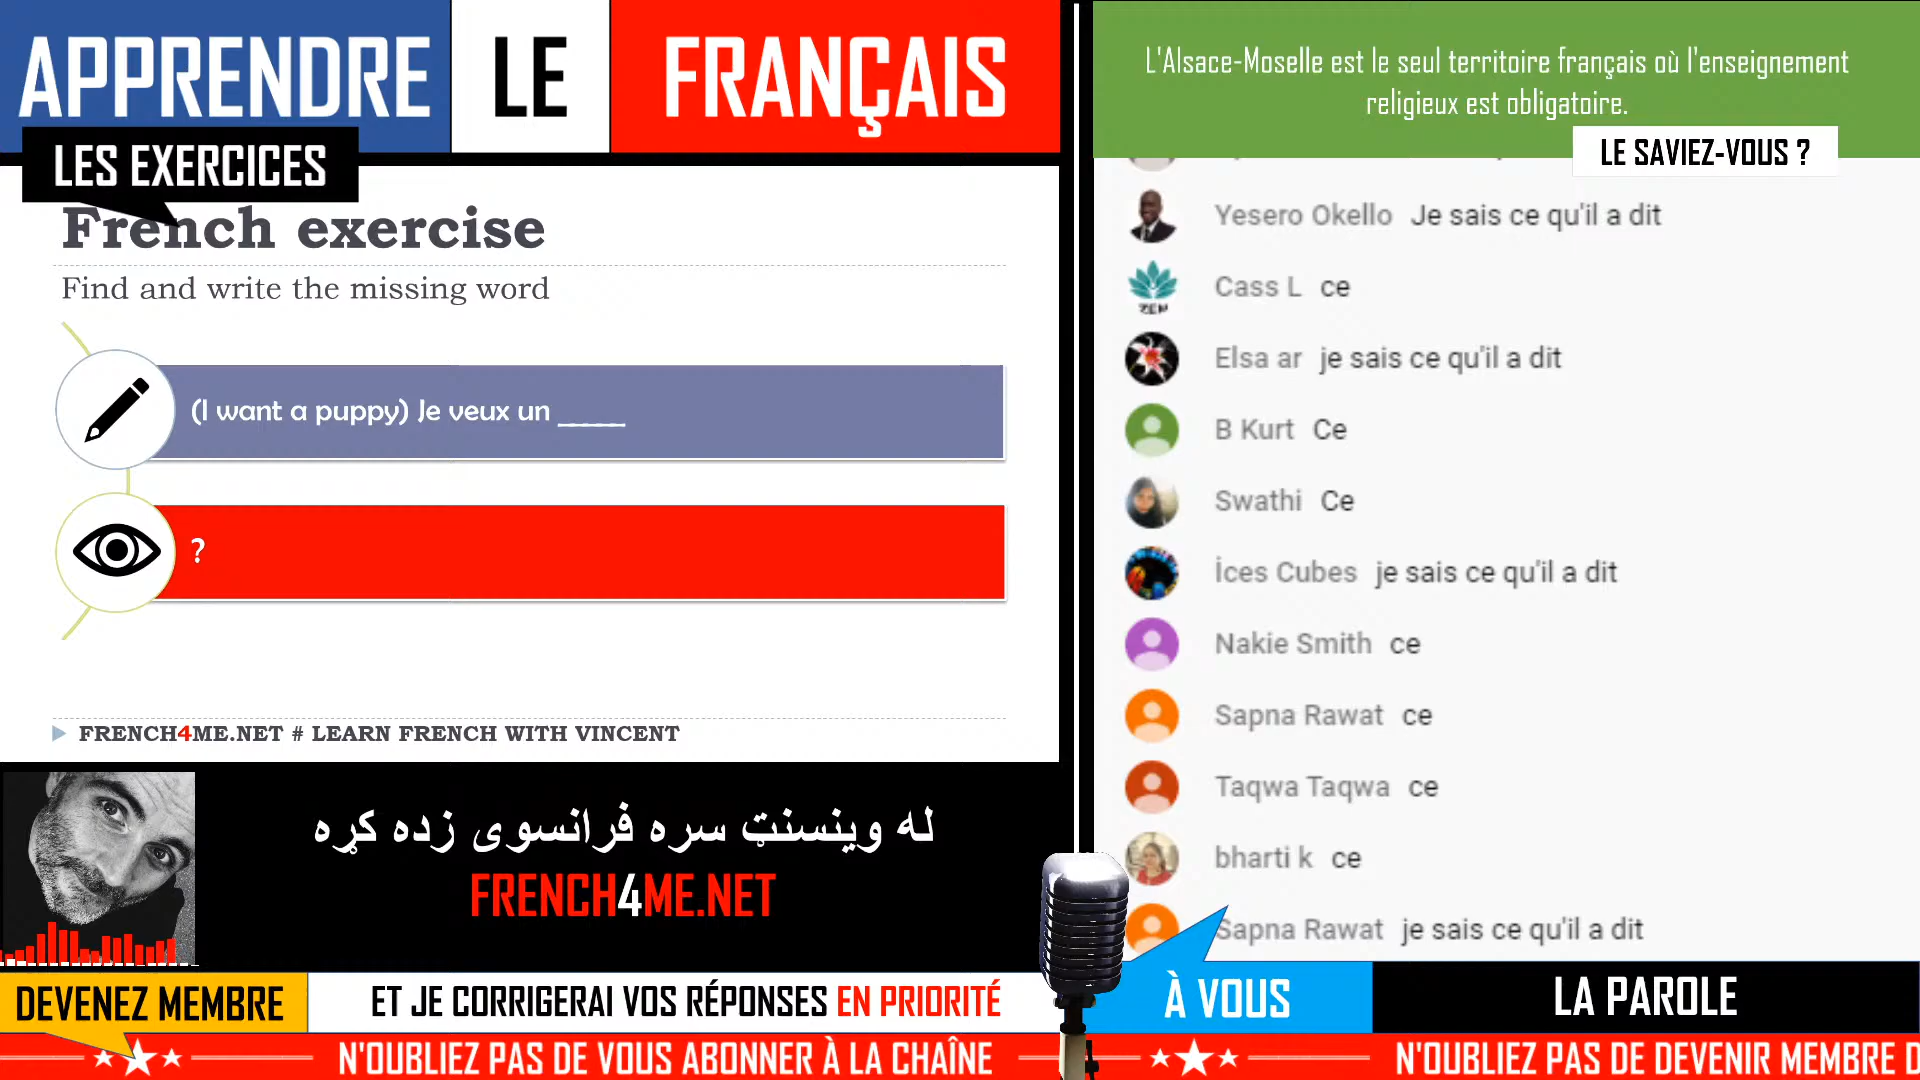 APPRENDRE LE FRANÇAIS
LES EXERCICES
French exercise
Find and write the missing word
(I want a puppy) Je veux un _____
?
FRENCH4ME.NET # LEARN FRENCH WITH VINCENT
له وینسنټ سره فرانسوی زده کړه
FRENCH4ME.NET
DEVENEZ MEMBRE
ET JE CORRIGERAI VOS RÉPONSES EN PRIORITÉ
N'OUBLIEZ PAS DE VOUS ABONNER À LA CHAÎNE
L'Alsace-Moselle est le seul territoire français où l'enseignement
religieux est obligatoire.
LE SAVIEZ-VOUS ?
Yesero Okello Je sais ce qu'il a dit
Cass L ce
ZEN
Elsa ar je sais ce qu'il a dit
B Kurt Ce
Swathi Ce
İces Cubes je sais ce qu'il a dit
Nakie Smith ce
Sapna Rawat ce
Taqwa Taqwa ce
bharti k ce
Sapna Rawat je sais ce qu'il a dit
À VOUS
LA PAROLE
N'OUBLIEZ PAS DE DEVENIR MEMBRE D